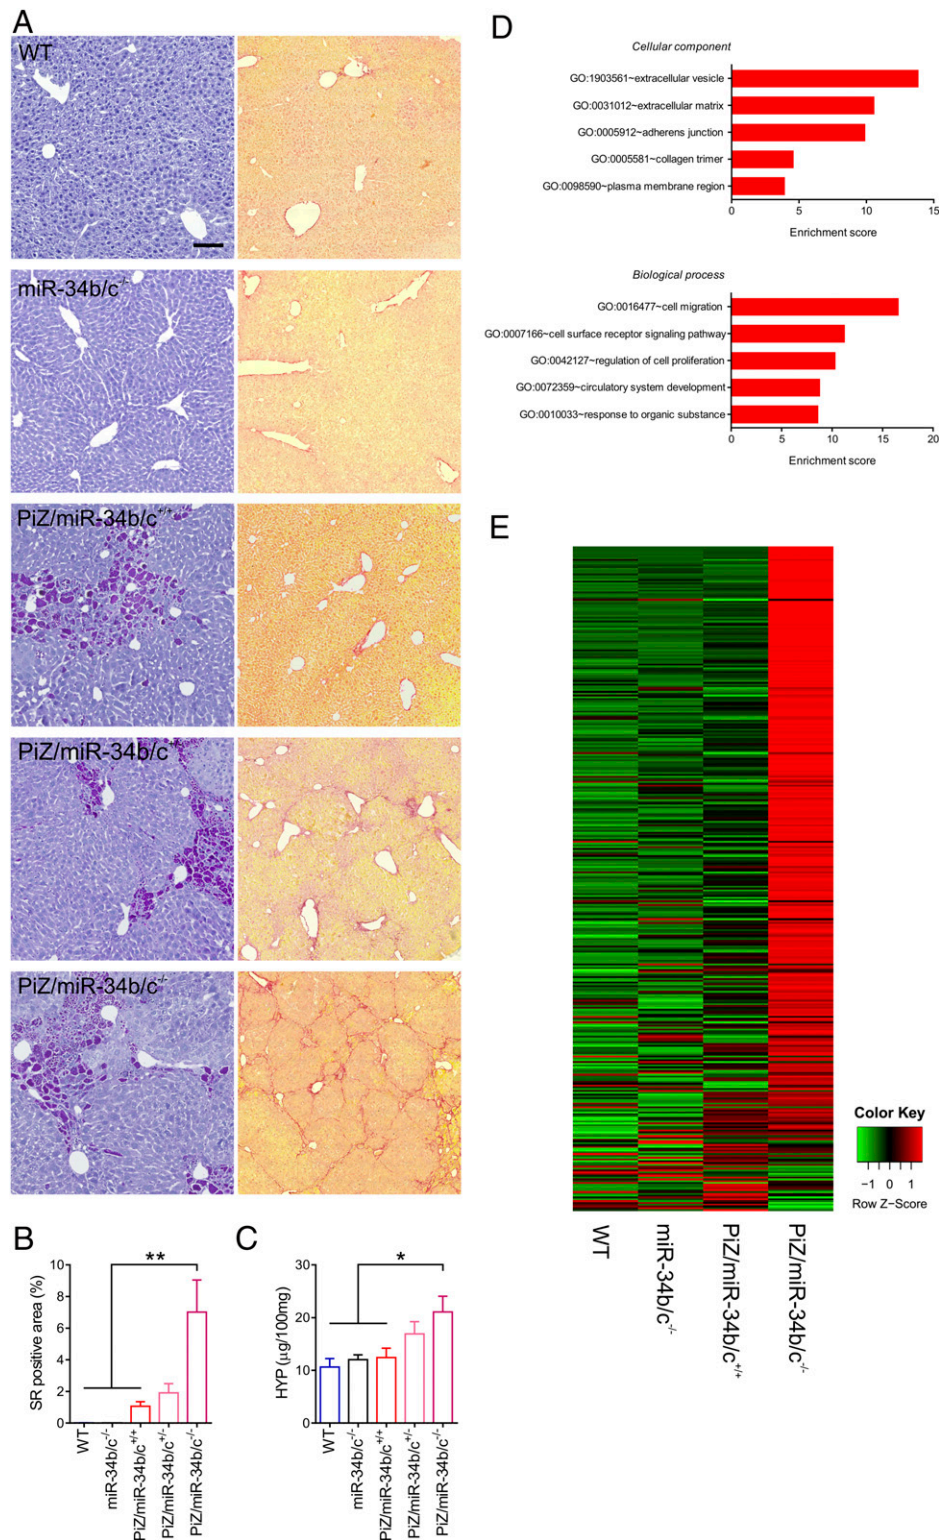 A
WT
miR-34b/c-/-
PiZ/miR-34b/c+/+
PiZ/miR-34b/c
PiZ/miR-34b/c-/-
B
SR positive area (%)
10
8
6
4
2
0
**
WT
miR-34b/c-/-
PiZ/miR-34b/c+/+
PiZ/miR-34b/c+/-
PiZ/miR-34b/c-/-
C
HYP (µg/100mg)
30
20
10
0
*
WT
miR-34b/c-/-
PiZ/miR-34b/c+/+
PiZ/miR-34b/c+/-
PiZ/miR-34b/c-/-
D
Cellular component
GO:1903561~extracellular vesicle
GO:0031012~extracellular matrix
GO:0005912~adherens junction
GO:0005581~collagen trimer
GO:0098590~plasma membrane region
0 5 10 15
Enrichment score
Biological process
GO:0016477~cell migration
GO:0007166~cell surface receptor signaling pathway
GO:0042127~regulation of cell proliferation
GO:0072359~circulatory system development
GO:0010033~response to organic substance
0 5 10 15 20
Enrichment score
E
Color Key
−1 0 1
Row Z−Score
WT
miR-34b/c-/-
PiZ/miR-34b/c+/+
PiZ/miR-34b/c-/-